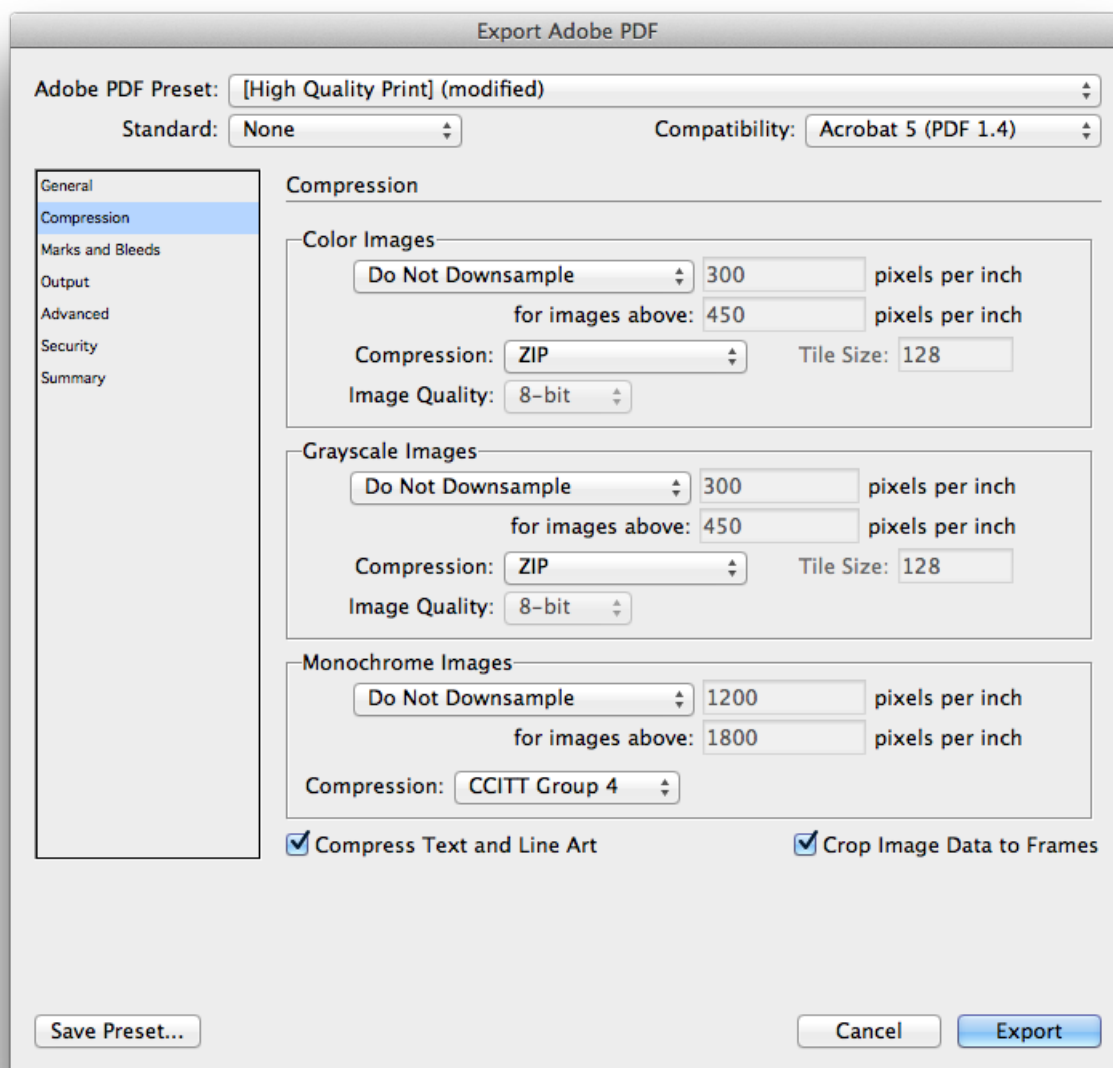 Export Adobe PDF
Adobe PDF Preset: [High Quality Print] (modified)
Standard: None Compatibility: Acrobat 5 (PDF 1.4)
General
Compression
Marks and Bleeds
Output
Advanced
Security
Summary
Compression
Color Images
Do Not Downsample 300 pixels per inch
for images above: 450 pixels per inch
Compression: ZIP Tile Size: 128
Image Quality: 8-bit
Grayscale Images
Do Not Downsample 300 pixels per inch
for images above: 450 pixels per inch
Compression: ZIP Tile Size: 128
Image Quality: 8-bit
Monochrome Images
Do Not Downsample 1200 pixels per inch
for images above: 1800 pixels per inch
Compression: CCITT Group 4
Compress Text and Line Art Crop Image Data to Frames
Save Preset... Cancel Export